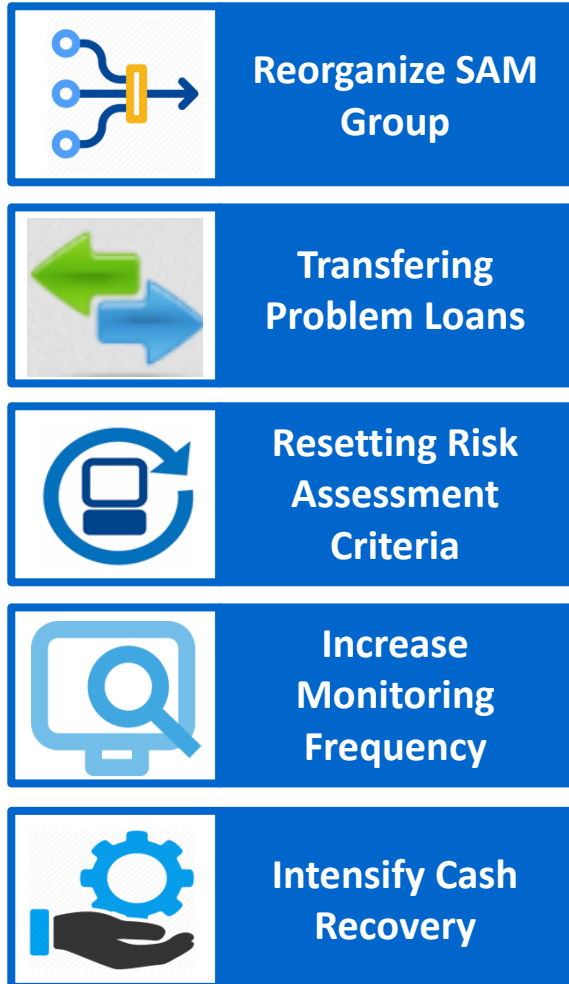 Reorganize SAM
Group
Transfering
Problem Loans
Resetting Risk
Assessment
Criteria
Increase
Monitoring
Frequency
Intensify Cash
Recovery